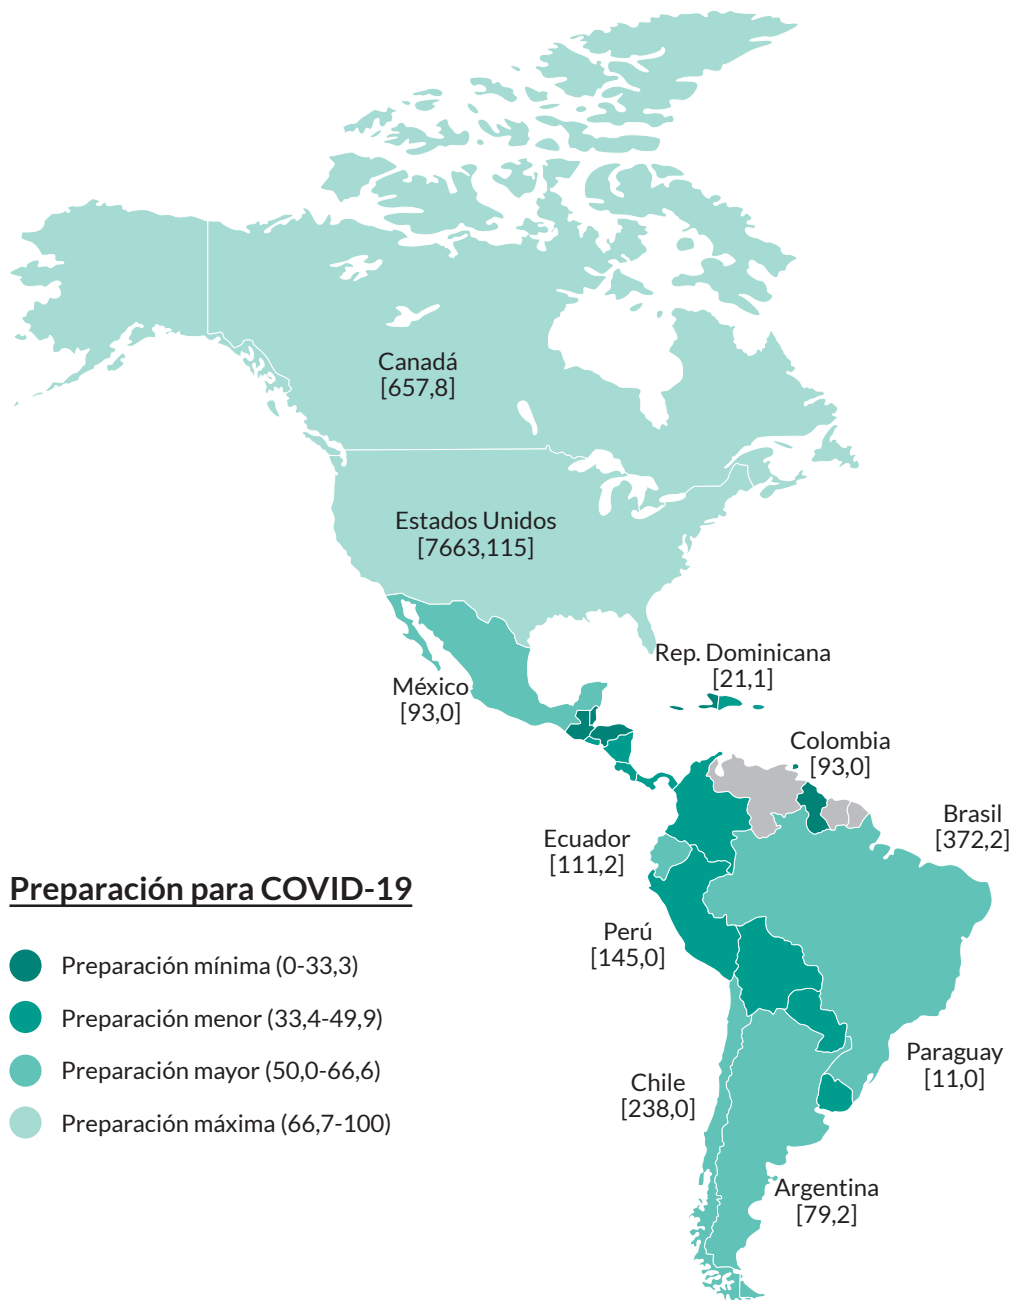 Canadá
[657,8]
Estados Unidos
[7663,115]
Rep. Dominicana
[21,1]
México
[93,0]
Colombia
[93,0]
Brasil
[372,2]
Ecuador
[111,2]
Preparación para COVID-19
Perú
[145,0]
Preparación mínima (0-33,3)
Preparación menor (33,4-49,9)
Preparación mayor (50,0-66,6)
Preparación máxima (66,7-100)
Paraguay
[11,0]
Chile
[238,0]
Argentina
[79,2]